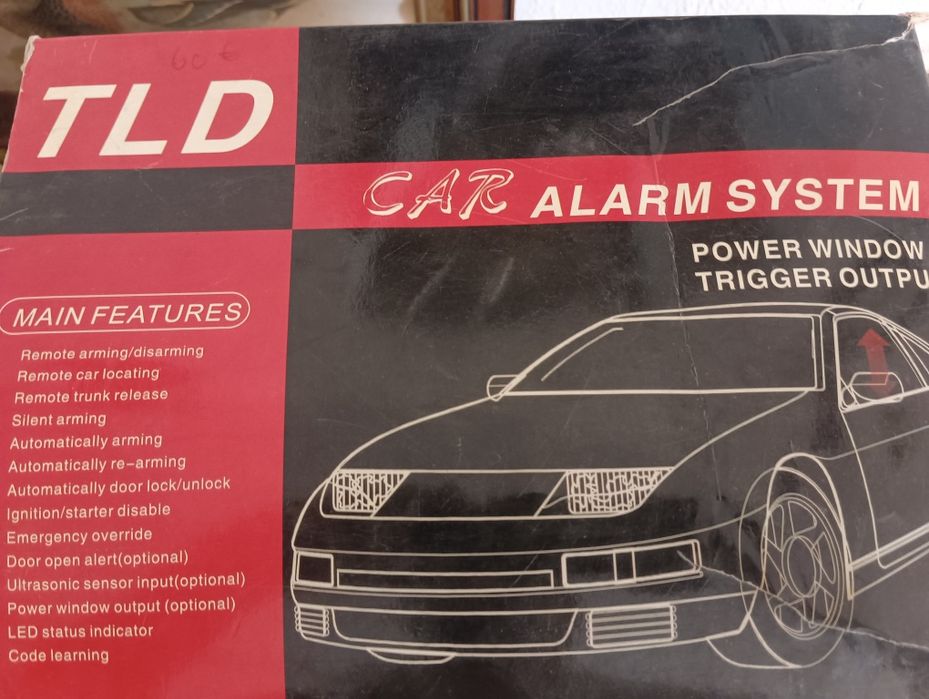 60 €
TLD
CAR ALARM SYSTEM
POWER WINDOW
TRIGGER OUTPU
MAIN FEATURES
Remote arming/disarming
Remote car locating
Remote trunk release
Silent arming
Automatically arming
Automatically re-arming
Automatically door lock/unlock
Ignition/starter disable
Emergency override
Door open alert(optional)
Ultrasonic sensor input(optional)
Power window output (optional)
LED status indicator
Code learning